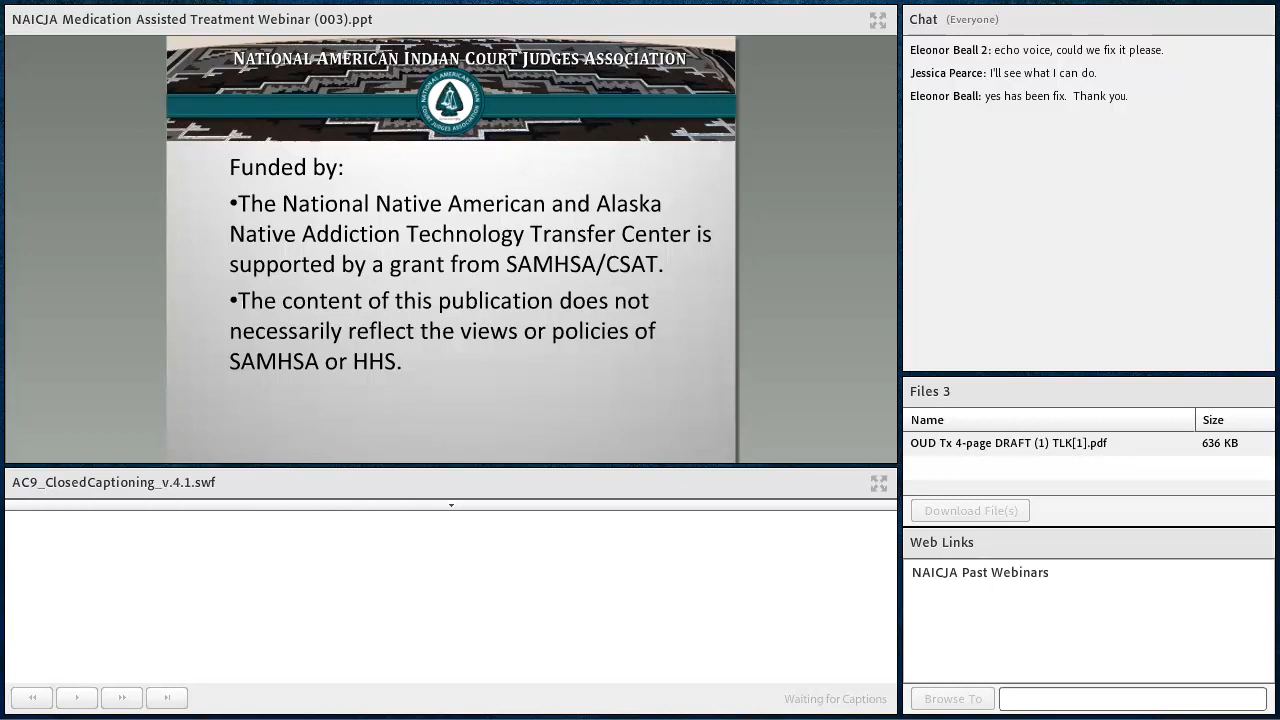 NAICJA Medication Assisted Treatment Webinar (003).ppt
NATIONAL AMERICAN INDIAN COURT JUDGES ASSOCIATION
Funded by:
•The National Native American and Alaska
Native Addiction Technology Transfer Center is
supported by a grant from SAMHSA/CSAT.
•The content of this publication does not
necessarily reflect the views or policies of
SAMHSA or HHS.
AC9_ClosedCaptioning_v.4.1.swf
Waiting for Captions
Chat (Everyone)
Eleonor Beall 2: echo voice, could we fix it please.
Jessica Pearce: I'll see what I can do.
Eleonor Beall: yes has been fix. Thank you.
Files 3
Name Size
OUD Tx 4-page DRAFT (1) TLK[1].pdf 636 KB
Download File(s)
Web Links
NAICJA Past Webinars
Browse To